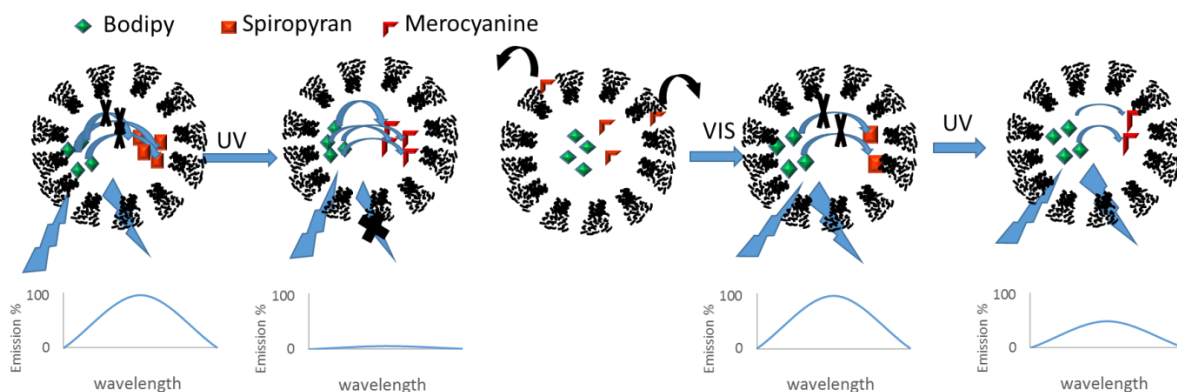 Bodipy Spiropyran Merocyanine
UV
VIS
UV
Emission %
100
0
wavelength
Emission %
100
0
wavelength
Emission %
100
0
wavelength
Emission %
100
0
wavelength